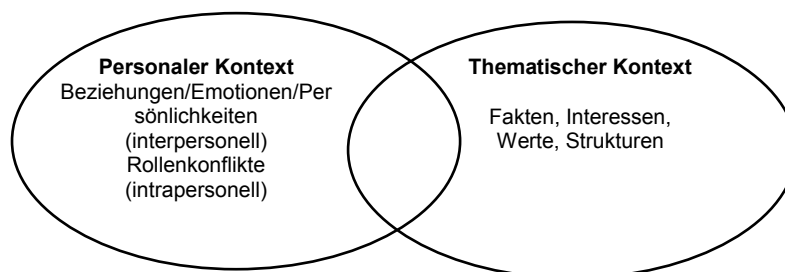 Personaler Kontext
Beziehungen/Emotionen/Per
sönlichkeiten
(interpersonell)
Rollenkonflikte
(intrapersonell)
Thematischer Kontext
Fakten, Interessen,
Werte, Strukturen